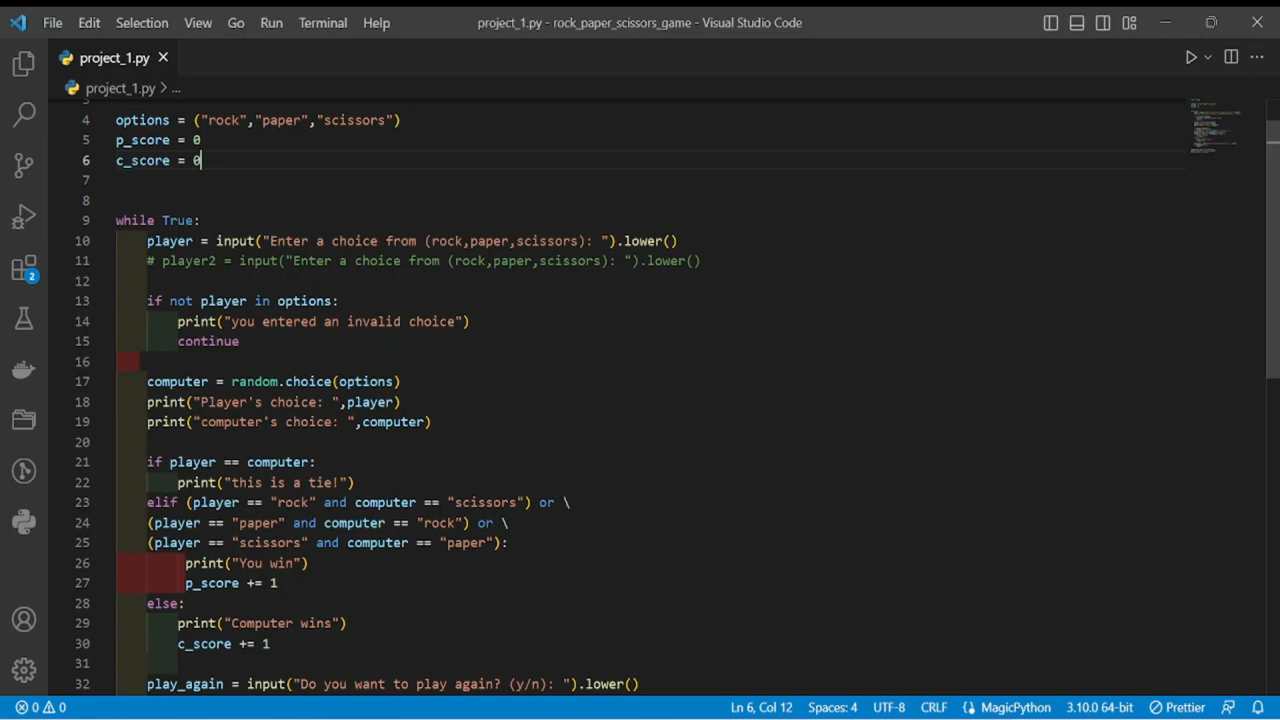 File Edit Selection View Go Run Terminal Help project_1.py - rock_paper_scissors_game - Visual Studio Code
project_1.py
project_1.py > ...
4 options = ("rock","paper","scissors")
5 p_score = 0
6 c_score = 0
7
8
9 while True:
10 player = input("Enter a choice from (rock,paper,scissors): ").lower()
11 # player2 = input("Enter a choice from (rock,paper,scissors): ").lower()
12
13 if not player in options:
14 print("you entered an invalid choice")
15 continue
16
17 computer = random.choice(options)
18 print("Player's choice: ",player)
19 print("computer's choice: ",computer)
20
21 if player == computer:
22 print("this is a tie!")
23 elif (player == "rock" and computer == "scissors") or \
24 (player == "paper" and computer == "rock") or \
25 (player == "scissors" and computer == "paper"):
26 print("You win")
27 p_score += 1
28 else:
29 print("Computer wins")
30 c_score += 1
31
32 play_again = input("Do you want to play again? (y/n): ").lower()
2
0 0 Ln 6, Col 12 Spaces: 4 UTF-8 CRLF MagicPython 3.10.0 64-bit Prettier